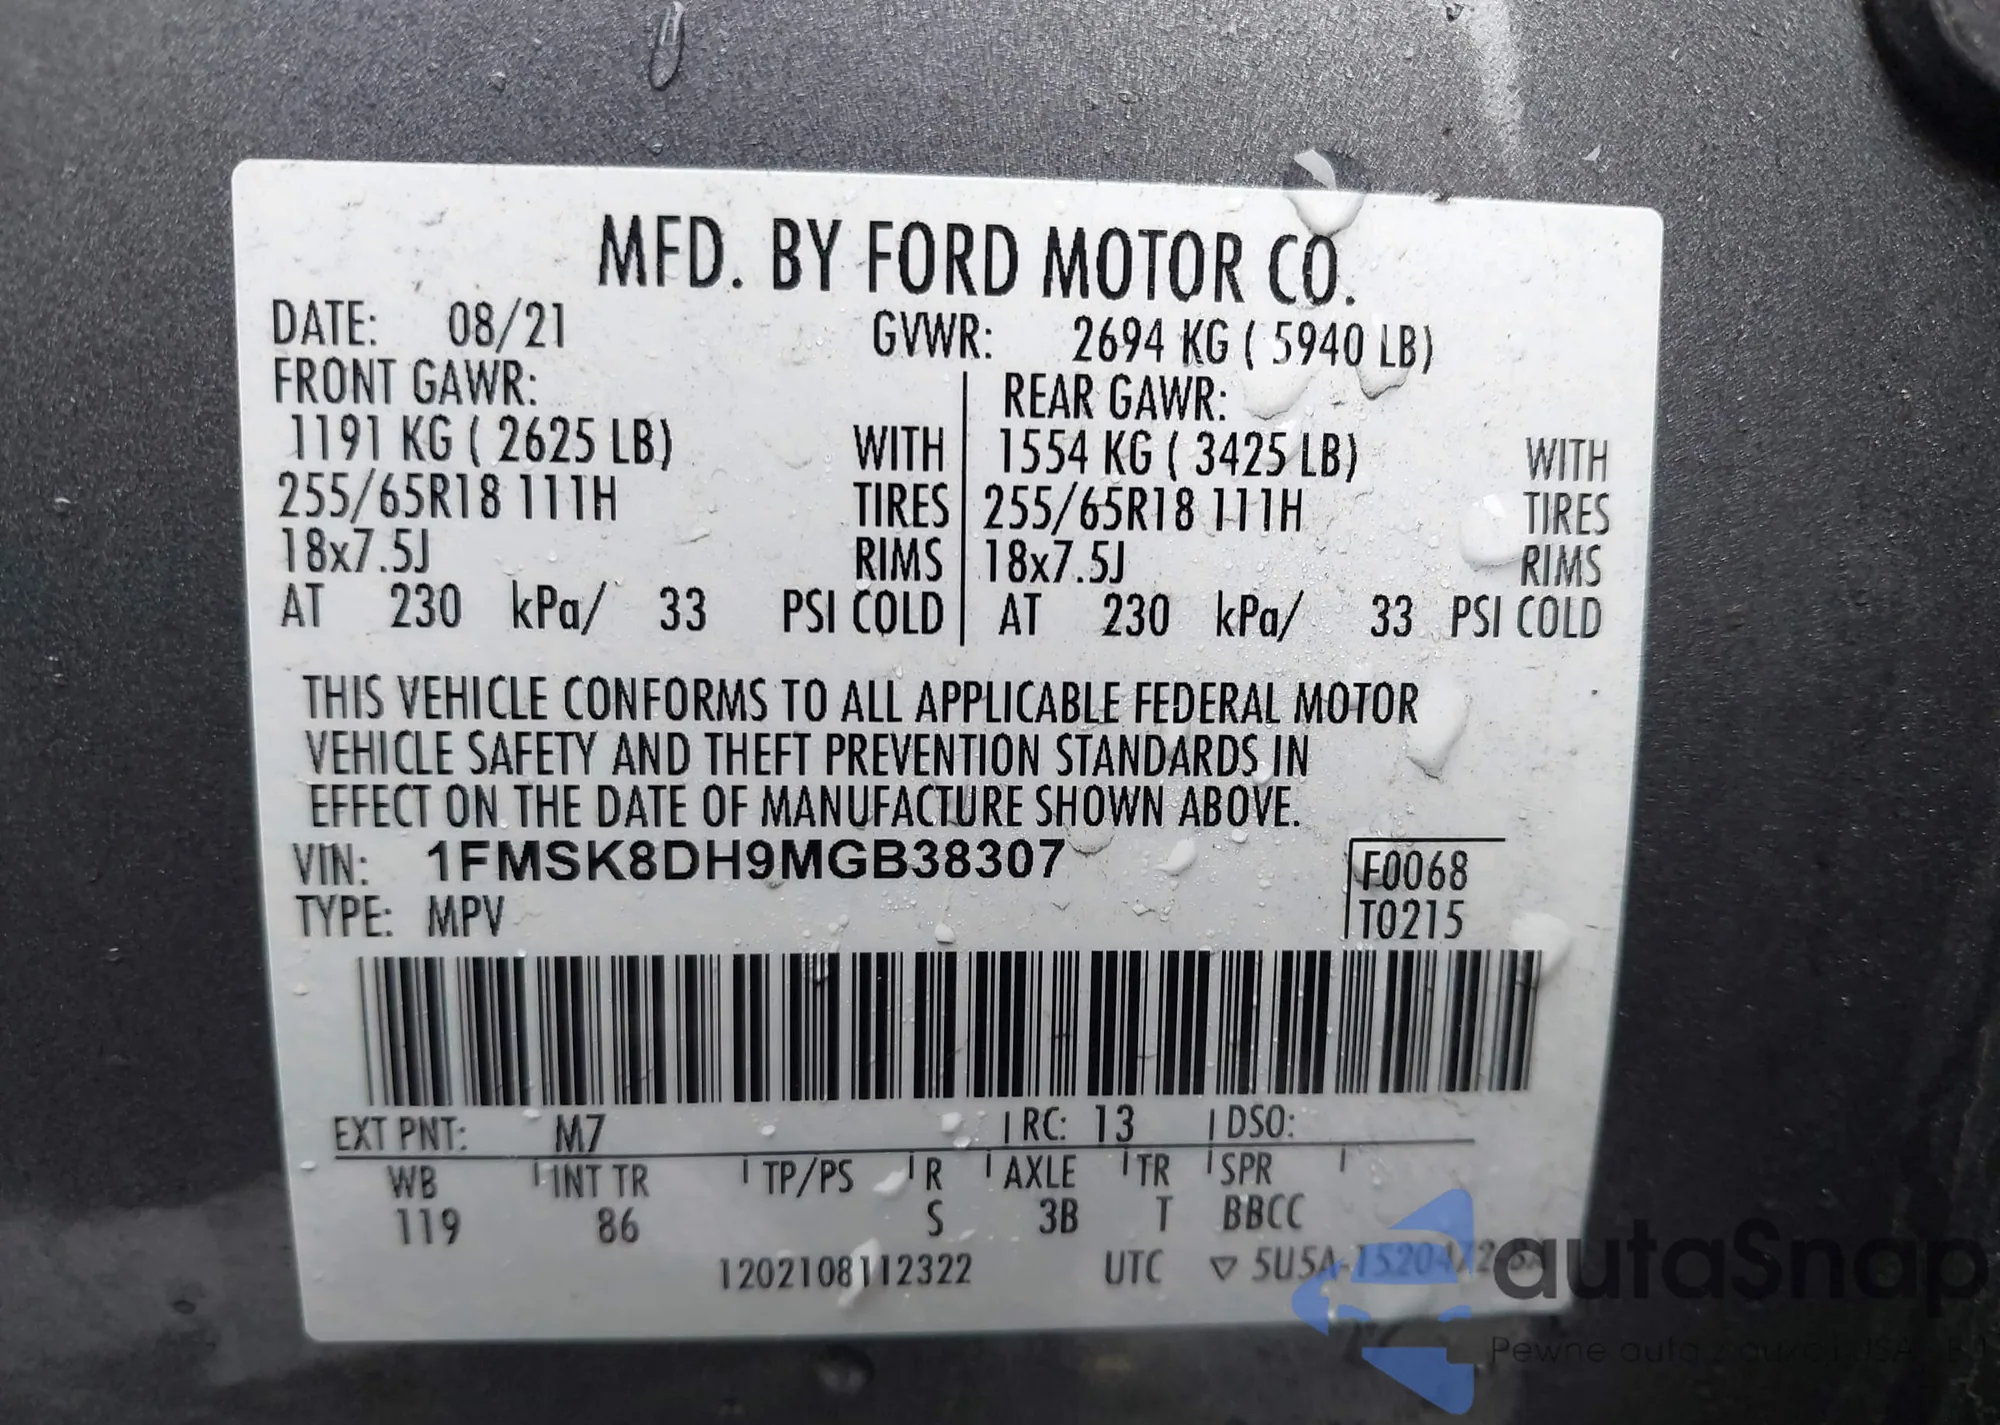 MFD. BY FORD MOTOR CO.
DATE: 08/21 GVWR: 2694 KG ( 5940 LB)
FRONT GAWR: REAR GAWR:
1191 KG ( 2625 LB) WITH 1554 KG ( 3425 LB) WITH
255/65R18 111H TIRES 255/65R18 111H TIRES
18x7.5J RIMS 18x7.5J RIMS
AT 230 kPa/ 33 PSI COLD AT 230 kPa/ 33 PSI COLD
THIS VEHICLE CONFORMS TO ALL APPLICABLE FEDERAL MOTOR
VEHICLE SAFETY AND THEFT PREVENTION STANDARDS IN
EFFECT ON THE DATE OF MANUFACTURE SHOWN ABOVE.
VIN: 1FMSK8DH9MGB38307 F0068
TYPE: MPV T0215
EXT PNT: M7 RC: 13 DSO:
WB INT TR TP/PS R AXLE TR SPR
119 86 S 3B T BBCC
1202108112322 UTC ▽
autaSnap
Pewne auta z USA